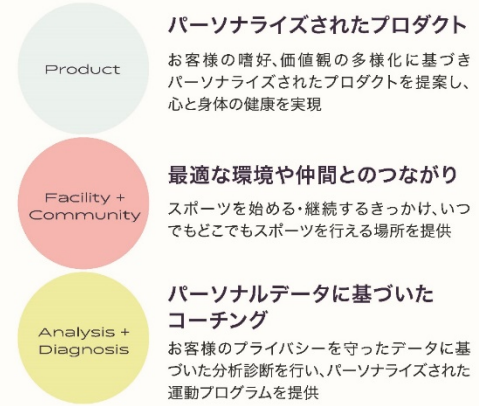 Product
パーソナライズされたプロダクト
お客様の嗜好、価値観の多様化に基づき
パーソナライズされたプロダクトを提案し、
心と身体の健康を実現
Facility +
Community
最適な環境や仲間とのつながり
スポーツを始める・継続するきっかけ、いつ
でもどこでもスポーツを行える場所を提供
Analysis +
Diagnosis
パーソナルデータに基づいた
コーチング
お客様のプライバシーを守ったデータに基
づいた分析診断を行い、パーソナライズされた
運動プログラムを提供